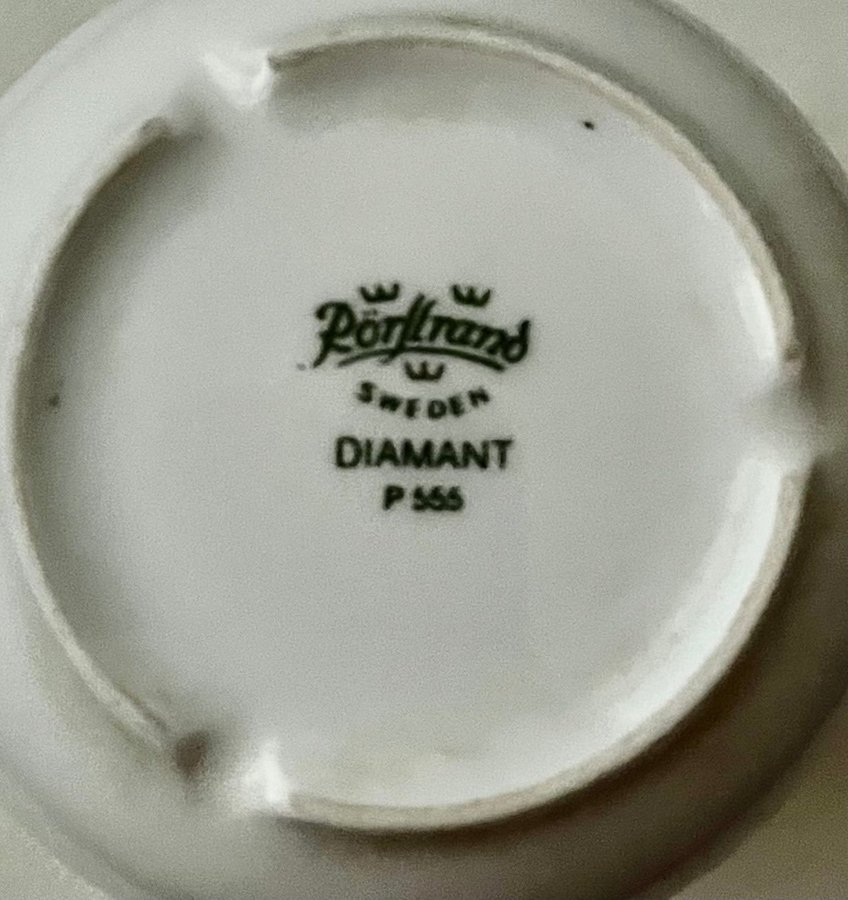 Rörstrand
SWEDEN
DIAMANT
P 555